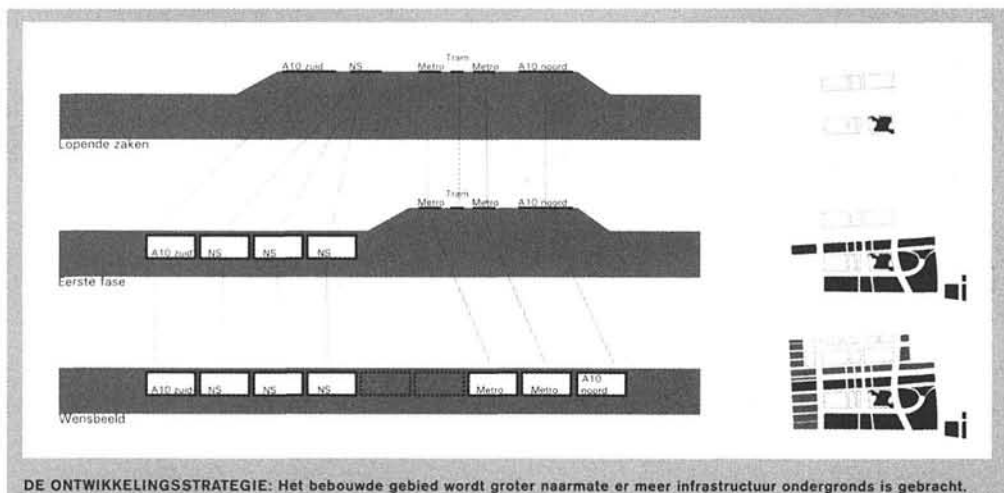 Tram
A10 zuid NS Metro Metro A10 noord
Lopende zaken
Tram
Metro Metro A10 noord
A10 zuid NS NS NS
Eerste fase
A10 zuid NS NS NS Metro Metro A10 noord
Wensbeeld
DE ONTWIKKELINGSSTRATEGIE: Het bebouwde gebied wordt groter naarmate er meer infrastructuur ondergronds is gebracht.